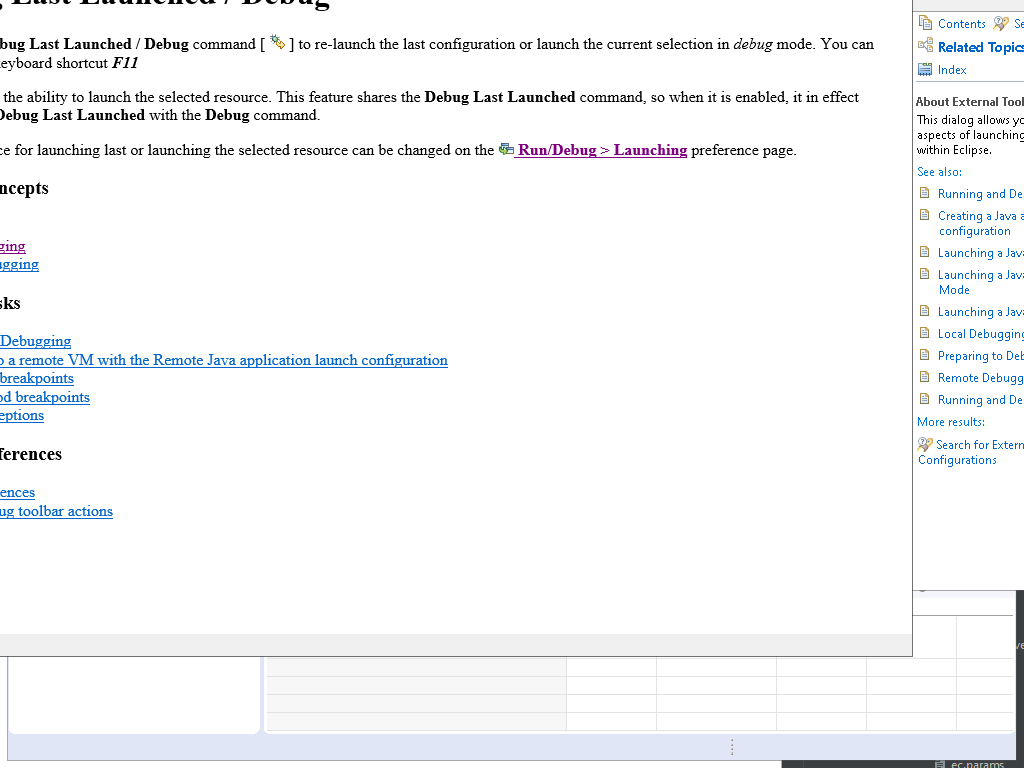 Last Launched / Debug
bug Last Launched / Debug command [ ] to re-launch the last configuration or launch the current selection in debug mode. You can
eyboard shortcut F11
the ability to launch the selected resource. This feature shares the Debug Last Launched command, so when it is enabled, it in effect
Debug Last Launched with the Debug command.
ce for launching last or launching the selected resource can be changed on the Run/Debug > Launching preference page.
ncepts
ging
ugging
sks
Debugging
o a remote VM with the Remote Java application launch configuration
breakpoints
od breakpoints
eptions
ferences
ences
ug toolbar actions
Contents Se
Related Topics
Index
About External Tool
This dialog allows yo
aspects of launching
within Eclipse.
See also:
Running and De
Creating a Java a
configuration
Launching a Java
Launching a Java
Mode
Launching a Java
Local Debugging
Preparing to Deb
Remote Debugg
Running and De
More results:
Search for Extern
Configurations
ve
ec.params